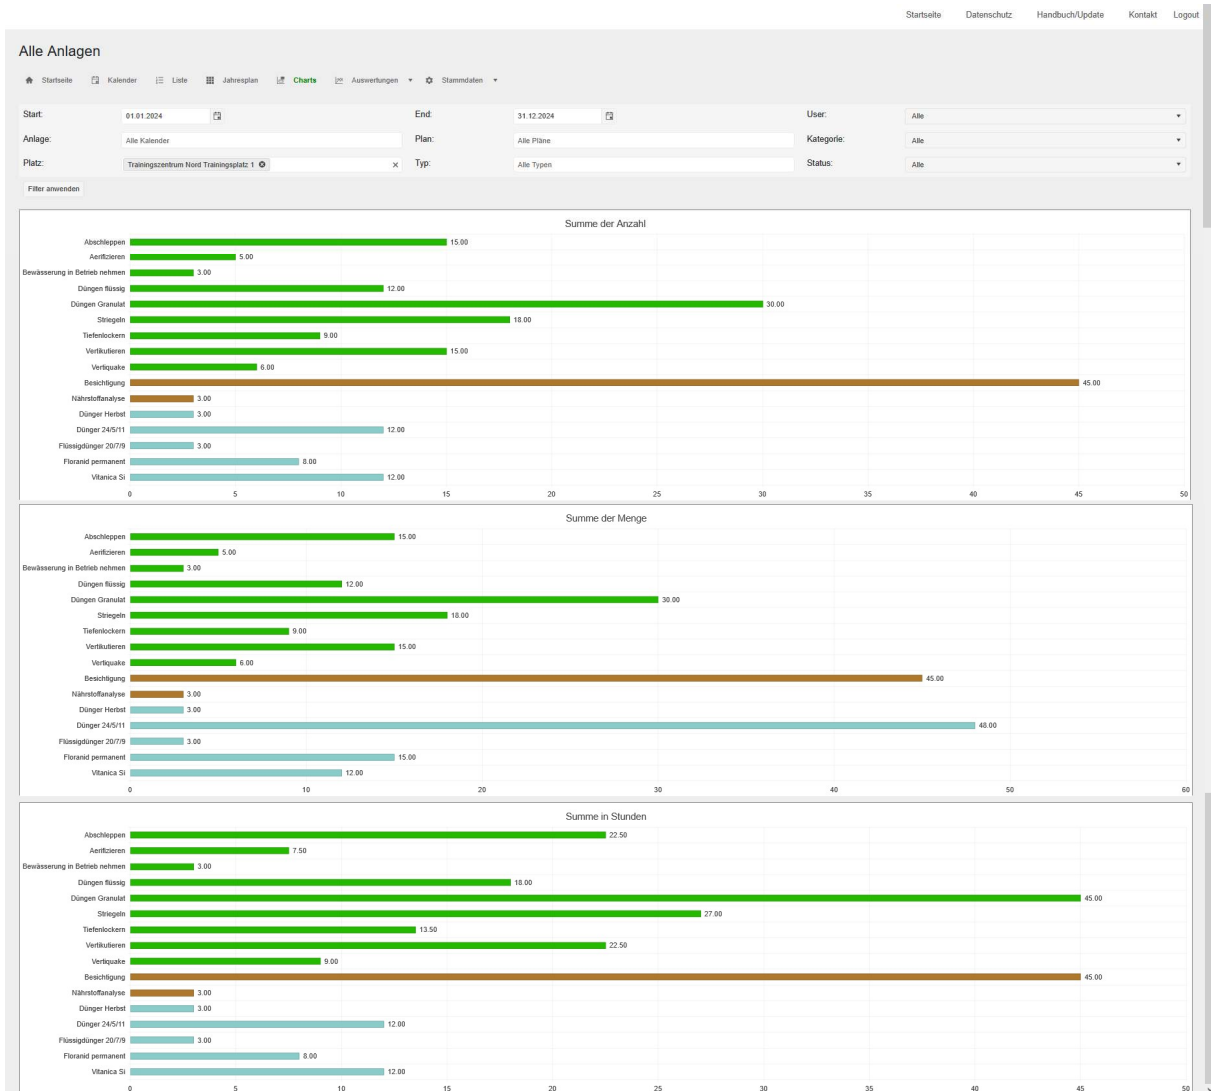 Startseite Datenschutz Handbuch/Update Kontakt Logout
Alle Anlagen
Startseite Kalender Liste Jahresplan Charts Auswertungen Stammdaten
Start: 01.01.2024 End: 31.12.2024 User: Alle
Anlage: Alle Kalender Plan: Alle Pläne Kategorie: Alle
Platz: Trainingszentrum Nord Trainingsplatz 1 Typ: Alle Typen Status: Alle
Filter anwenden
Summe der Anzahl
Abschleppen 15.00
Aerifizieren 5.00
Bewässerung in Betrieb nehmen 3.00
Düngen flüssig 12.00
Düngen Granulat 30.00
Striegeln 18.00
Tiefenlockern 9.00
Vertikutieren 15.00
Vertiquake 6.00
Besichtigung 45.00
Nährstoffanalyse 3.00
Dünger Herbst 3.00
Dünger 24/5/11 12.00
Flüssigdünger 20/7/9 3.00
Floranid permanent 8.00
Vitanica Si 12.00
0 5 10 15 20 25 30 35 40 45 50
Summe der Menge
Abschleppen 15.00
Aerifizieren 5.00
Bewässerung in Betrieb nehmen 3.00
Düngen flüssig 12.00
Düngen Granulat 30.00
Striegeln 18.00
Tiefenlockern 9.00
Vertikutieren 15.00
Vertiquake 6.00
Besichtigung 45.00
Nährstoffanalyse 3.00
Dünger Herbst 3.00
Dünger 24/5/11 48.00
Flüssigdünger 20/7/9 3.00
Floranid permanent 15.00
Vitanica Si 12.00
0 10 20 30 40 50 60
Summe in Stunden
Abschleppen 22.50
Aerifizieren 7.50
Bewässerung in Betrieb nehmen 3.00
Düngen flüssig 18.00
Düngen Granulat 45.00
Striegeln 27.00
Tiefenlockern 13.50
Vertikutieren 22.50
Vertiquake 9.00
Besichtigung 45.00
Nährstoffanalyse 3.00
Dünger Herbst 3.00
Dünger 24/5/11 12.00
Flüssigdünger 20/7/9 3.00
Floranid permanent 8.00
Vitanica Si 12.00
0 5 10 15 20 25 30 35 40 45 50